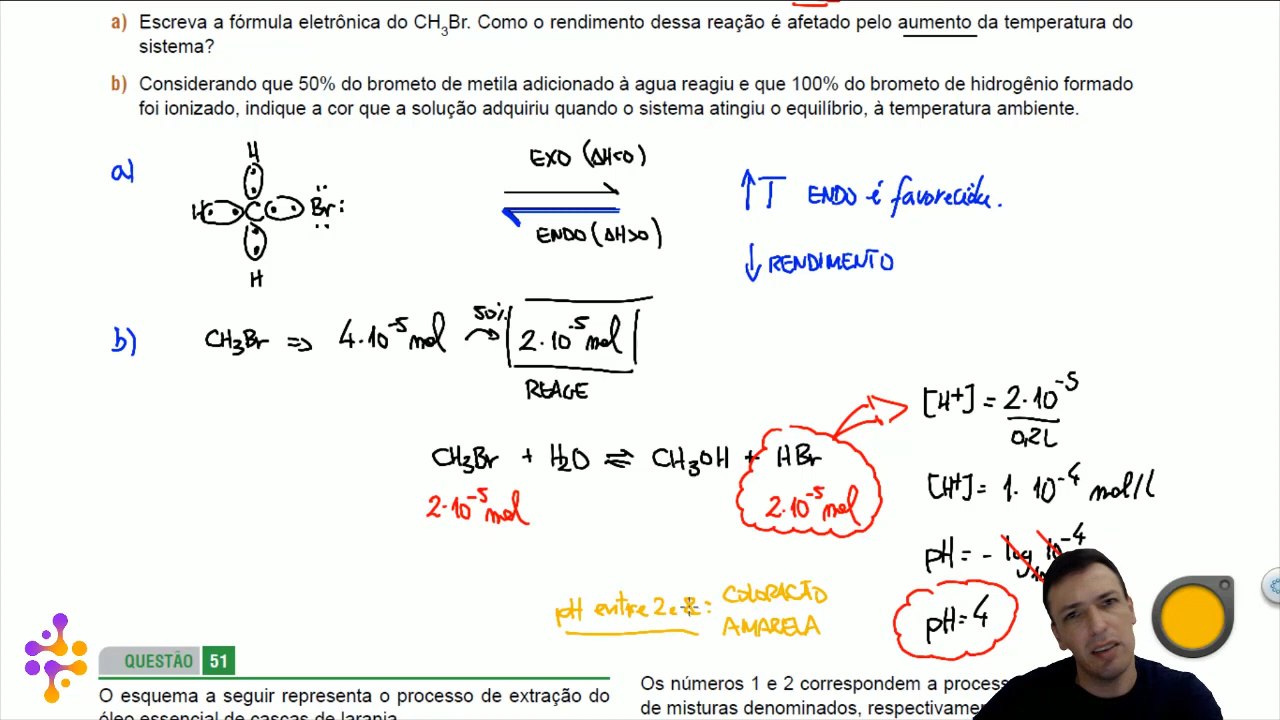 a) Escreva a fórmula eletrônica do CH₃Br. Como o rendimento dessa reação é afetado pelo aumento da temperatura do
sistema?
b) Considerando que 50% do brometo de metila adicionado à agua reagiu e que 100% do brometo de hidrogênio formado
foi ionizado, indique a cor que a solução adquiriu quando o sistema atingiu o equilíbrio, à temperatura ambiente.
a)
H
H C Br
H
EXO (ΔH<0)
ENDO (ΔH>0)
↑ T ENDO é favorecida.
↓ RENDIMENTO
b) CH₃Br ⇒ 4·10⁻⁵ mol 50% 2·10⁻⁵ mol
REAGE
[H+] = 2·10⁻⁵
0,2L
CH₃Br + H₂O ⇌ CH₃OH + HBr
2·10⁻⁵ mol 2·10⁻⁵ mol
[H+] = 1·10⁻⁴ mol/L
pH = - log 10⁻⁴
pH = 4
pH entre 2 e : COLORAÇÃO
AMARELA
QUESTÃO 51
O esquema a seguir representa o processo de extração do
óleo essencial de cascas de laranja.
Os números 1 e 2 correspondem a
de misturas denominados,